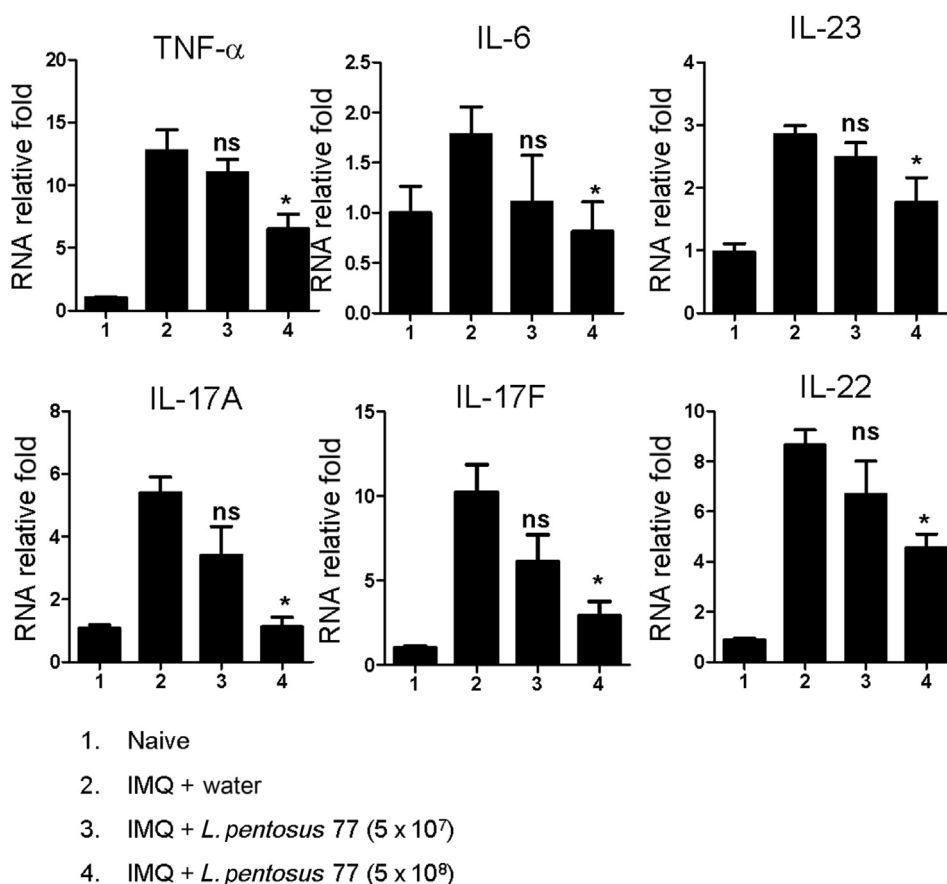 TNF-α
RNA relative fold
20
15
10
5
0
ns
*
1 2 3 4
IL-6
RNA relative fold
2.5
2.0
1.5
1.0
0.5
0.0
ns
*
1 2 3 4
IL-23
RNA relative fold
4
3
2
1
0
ns
*
1 2 3 4
IL-17A
RNA relative fold
8
6
4
2
0
ns
*
1 2 3 4
IL-17F
RNA relative fold
15
10
5
0
ns
*
1 2 3 4
IL-22
RNA relative fold
10
8
6
4
2
0
ns
*
1 2 3 4
1. Naive
2. IMQ + water
3. IMQ + L. pentosus 77 (5 x 10⁷)
4. IMQ + L. pentosus 77 (5 x 10⁸)